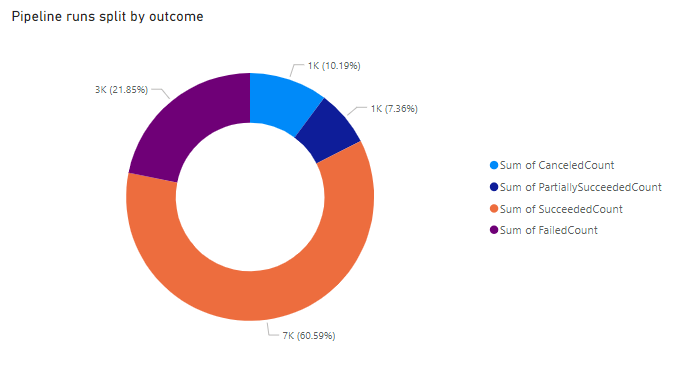 Pipeline runs split by outcome
1K (10.19%)
3K (21.85%)
1K (7.36%)
Sum of CanceledCount
Sum of PartiallySucceededCount
Sum of SucceededCount
Sum of FailedCount
7K (60.59%)